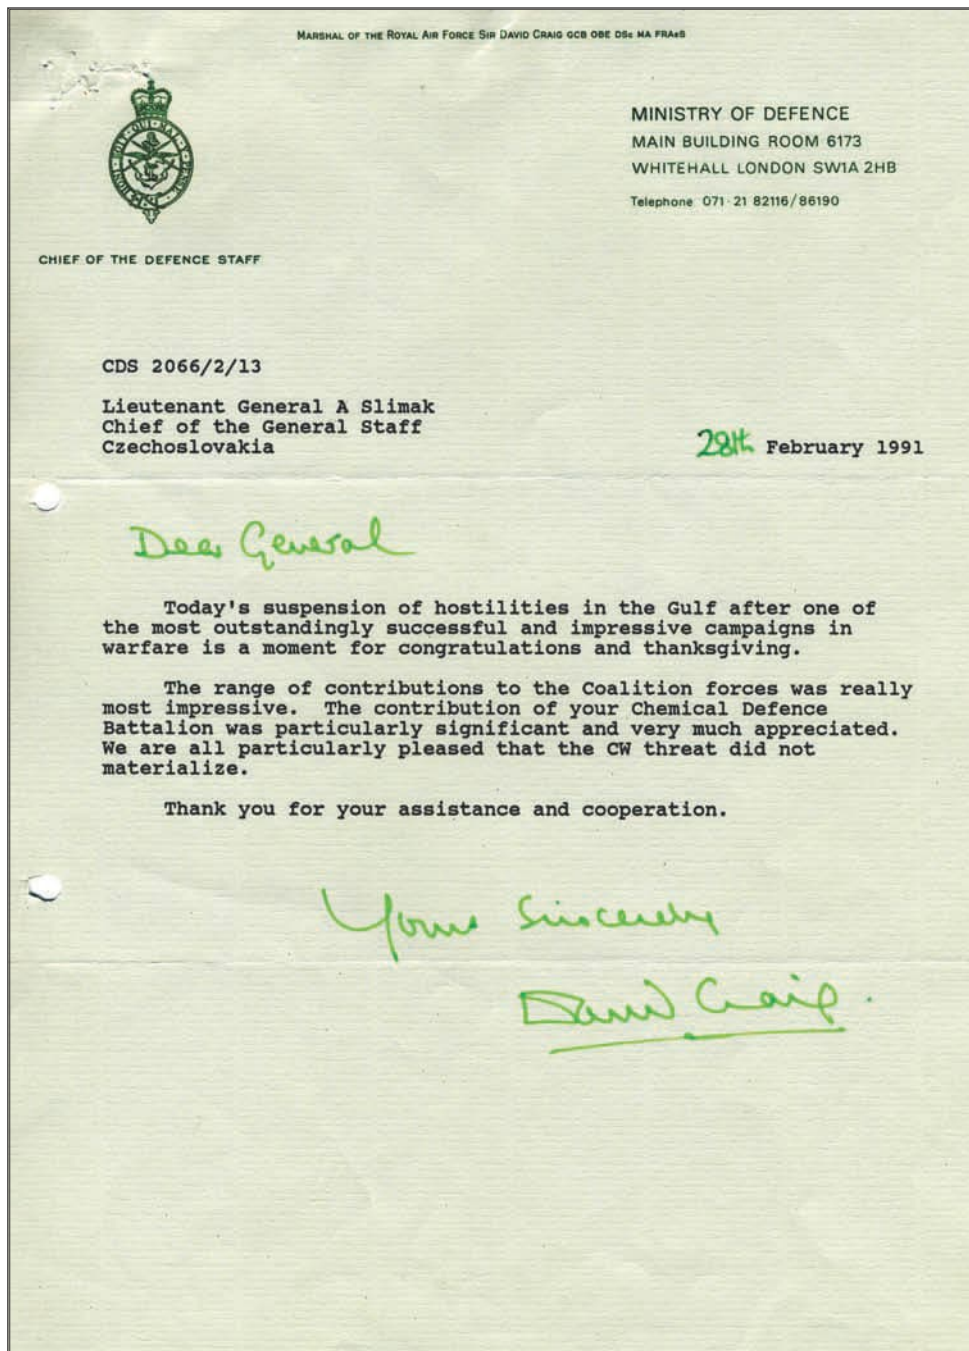 MARSHAL OF THE ROYAL AIR FORCE SIR DAVID CRAIG GCB OBE DSc MA FRAeS
MINISTRY OF DEFENCE
MAIN BUILDING ROOM 6173
WHITEHALL LONDON SW1A 2HB
Telephone 071-21 82116/86190
CHIEF OF THE DEFENCE STAFF
CDS 2066/2/13
Lieutenant General A Slimak
Chief of the General Staff
Czechoslovakia
28th February 1991
Dear General
Today's suspension of hostilities in the Gulf after one of
the most outstandingly successful and impressive campaigns in
warfare is a moment for congratulations and thanksgiving.
The range of contributions to the Coalition forces was really
most impressive. The contribution of your Chemical Defence
Battalion was particularly significant and very much appreciated.
We are all particularly pleased that the CW threat did not
materialize.
Thank you for your assistance and cooperation.
Yours Sincerely
David Craig.